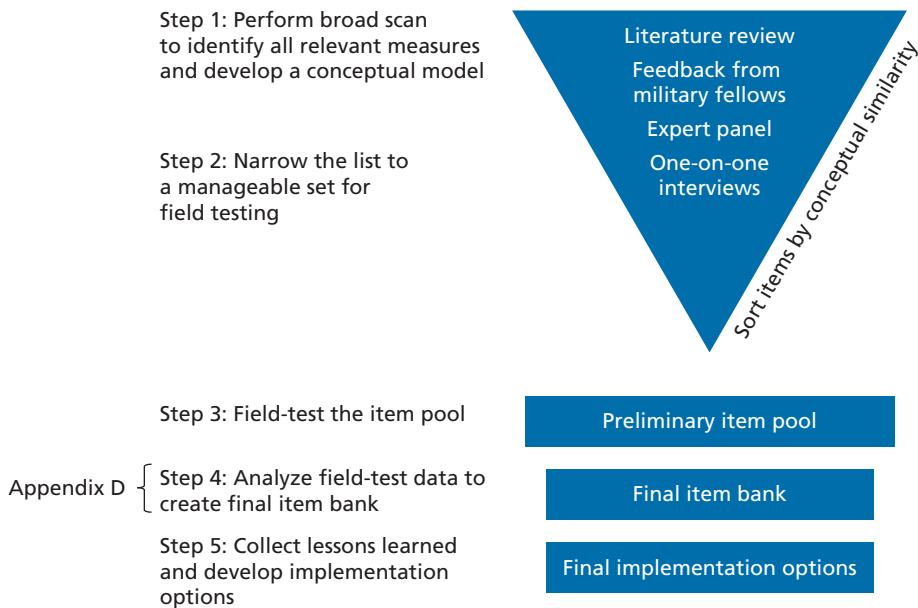 Step 1: Perform broad scan
to identify all relevant measures
and develop a conceptual model
Literature review
Feedback from
military fellows
Expert panel
One-on-one
interviews
Sort items by conceptual similarity
Step 2: Narrow the list to
a manageable set for
field testing
Step 3: Field-test the item pool
Preliminary item pool
Appendix D
Step 4: Analyze field-test data to
create final item bank
Final item bank
Step 5: Collect lessons learned
and develop implementation
options
Final implementation options